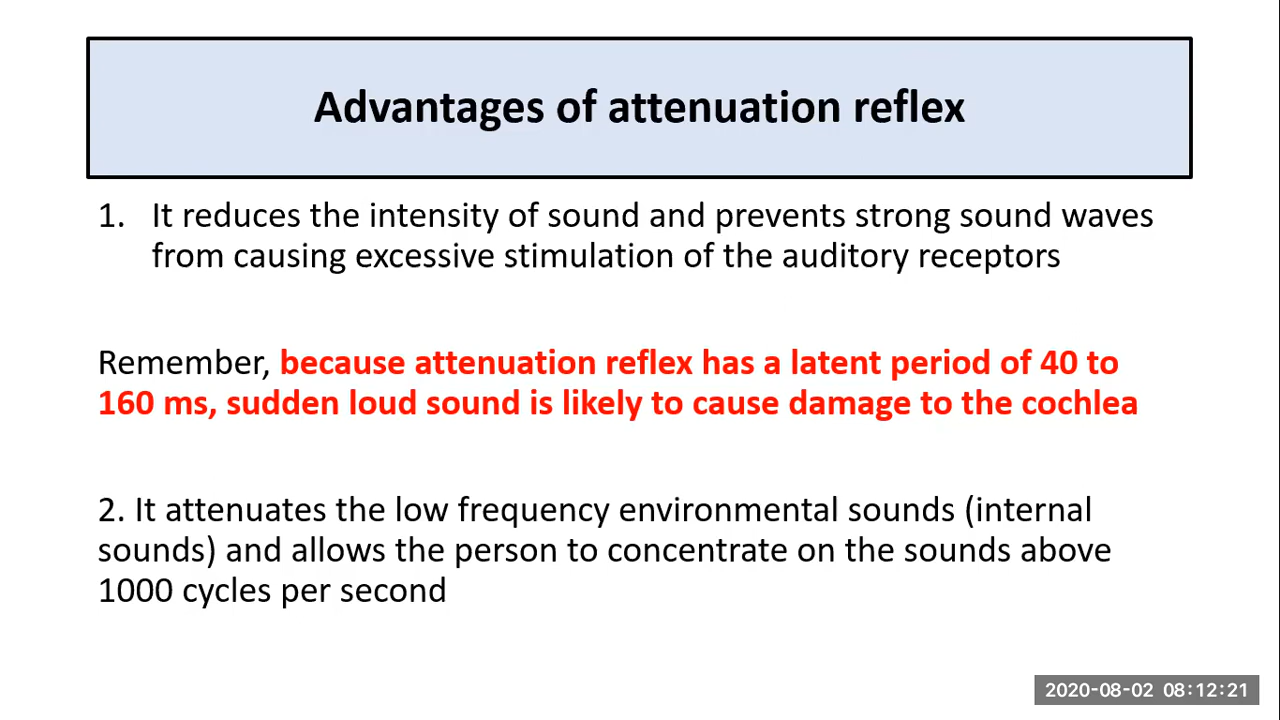 Advantages of attenuation reflex
1. It reduces the intensity of sound and prevents strong sound waves
from causing excessive stimulation of the auditory receptors
Remember, because attenuation reflex has a latent period of 40 to
160 ms, sudden loud sound is likely to cause damage to the cochlea
2. It attenuates the low frequency environmental sounds (internal
sounds) and allows the person to concentrate on the sounds above
1000 cycles per second
2020-08-02 08:12:21